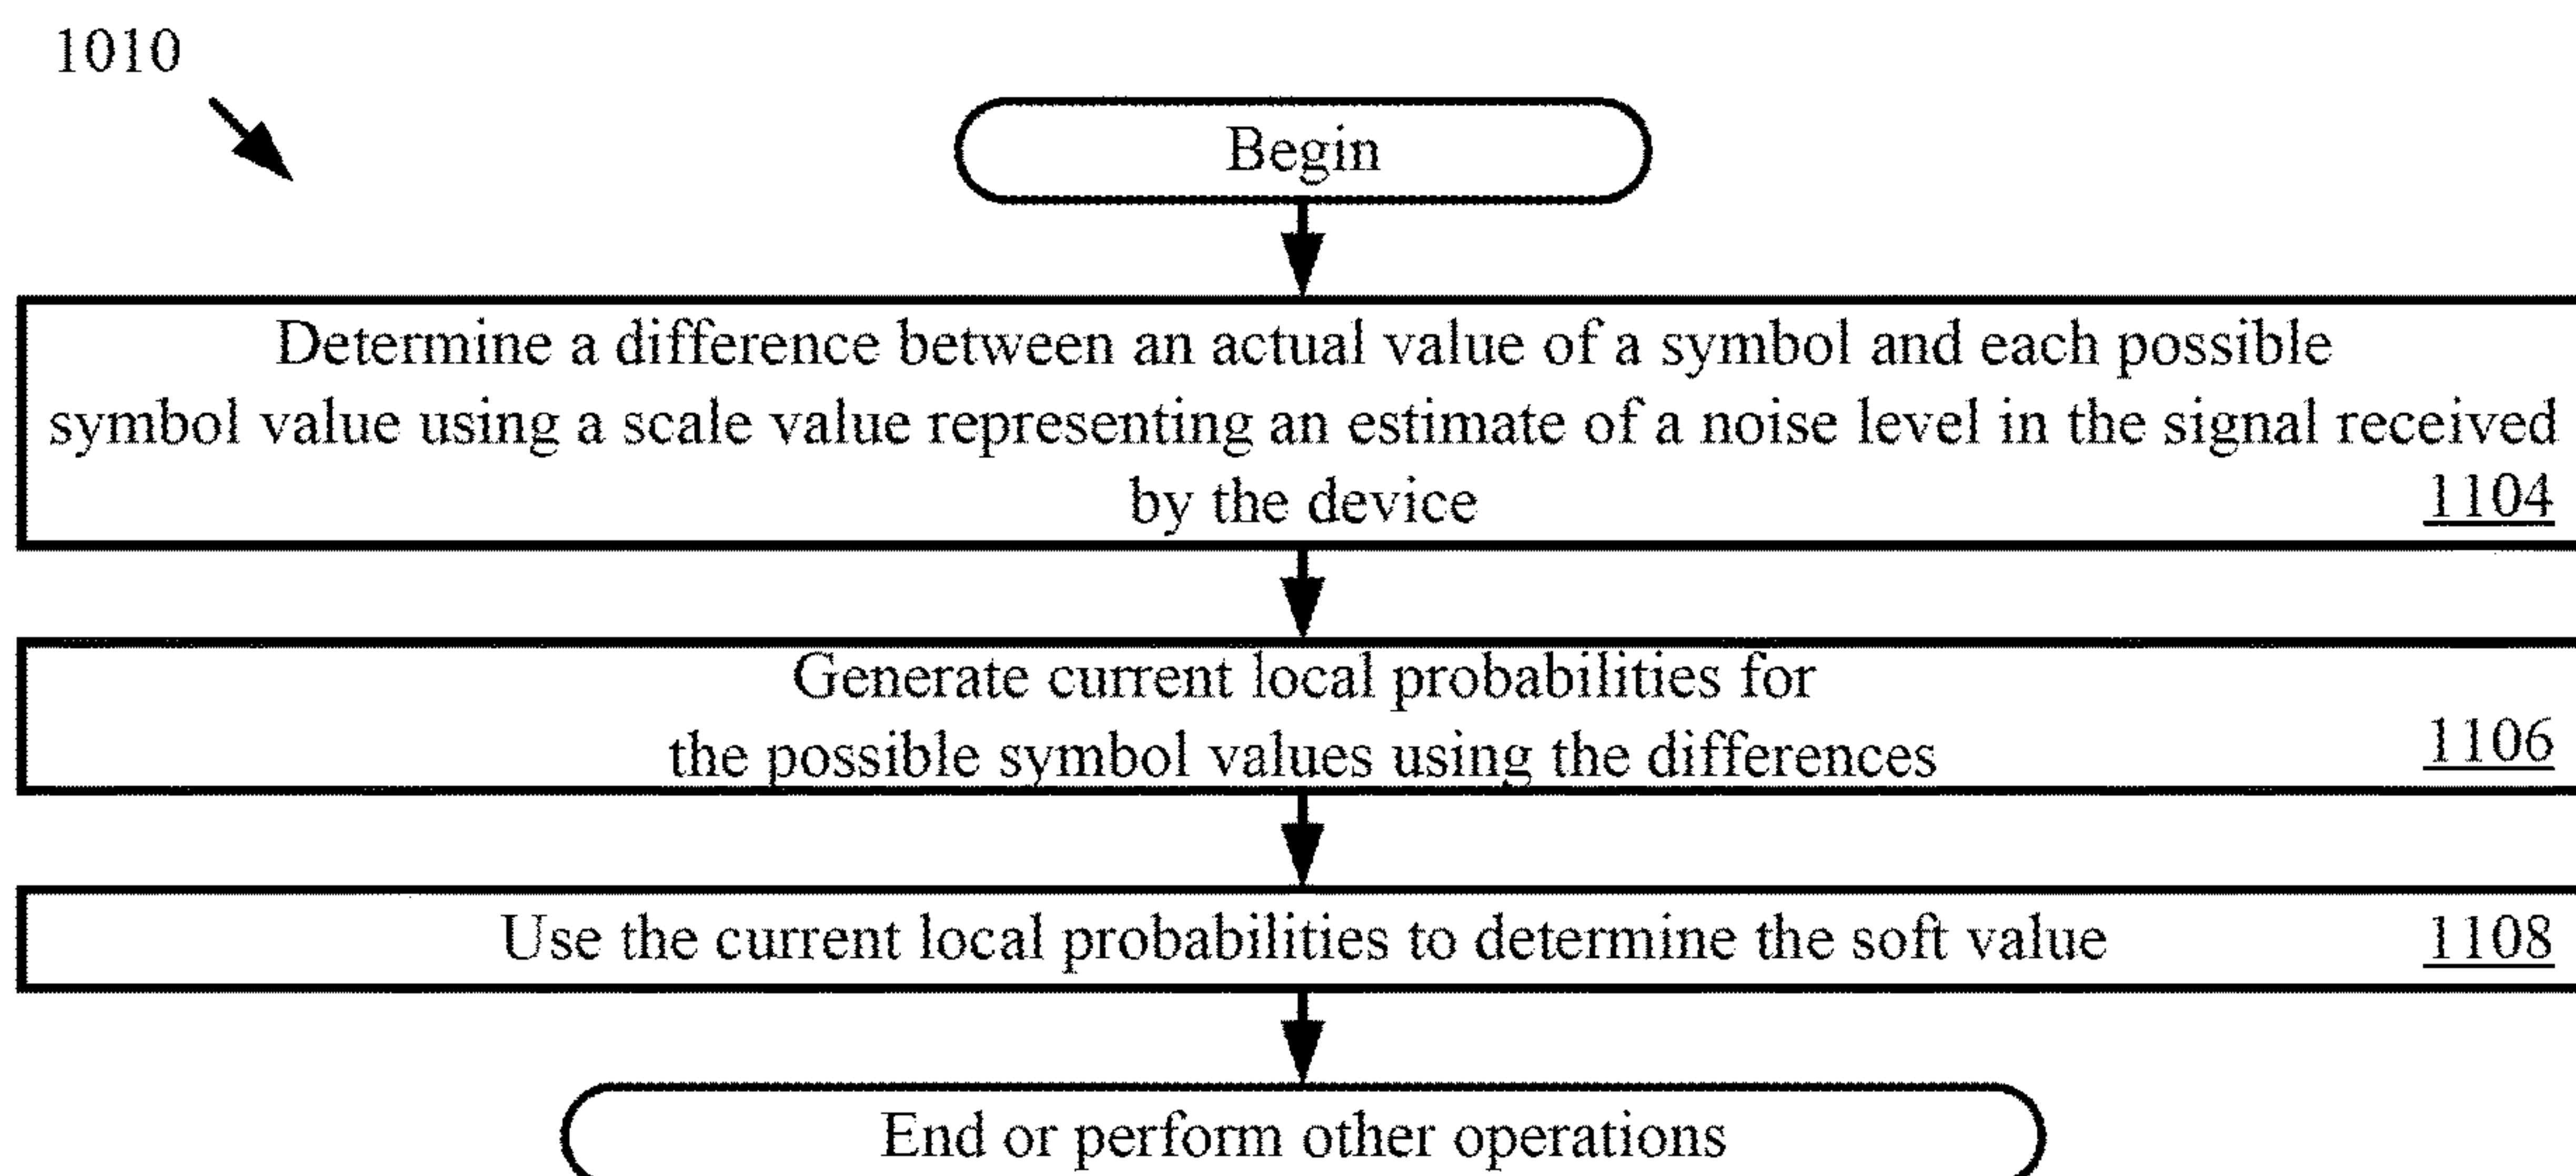 1010
Begin
Determine a difference between an actual value of a symbol and each possible
symbol value using a scale value representing an estimate of a noise level in the signal received
by the device
1104
Generate current local probabilities for
the possible symbol values using the differences
1106
Use the current local probabilities to determine the soft value
1108
End or perform other operations